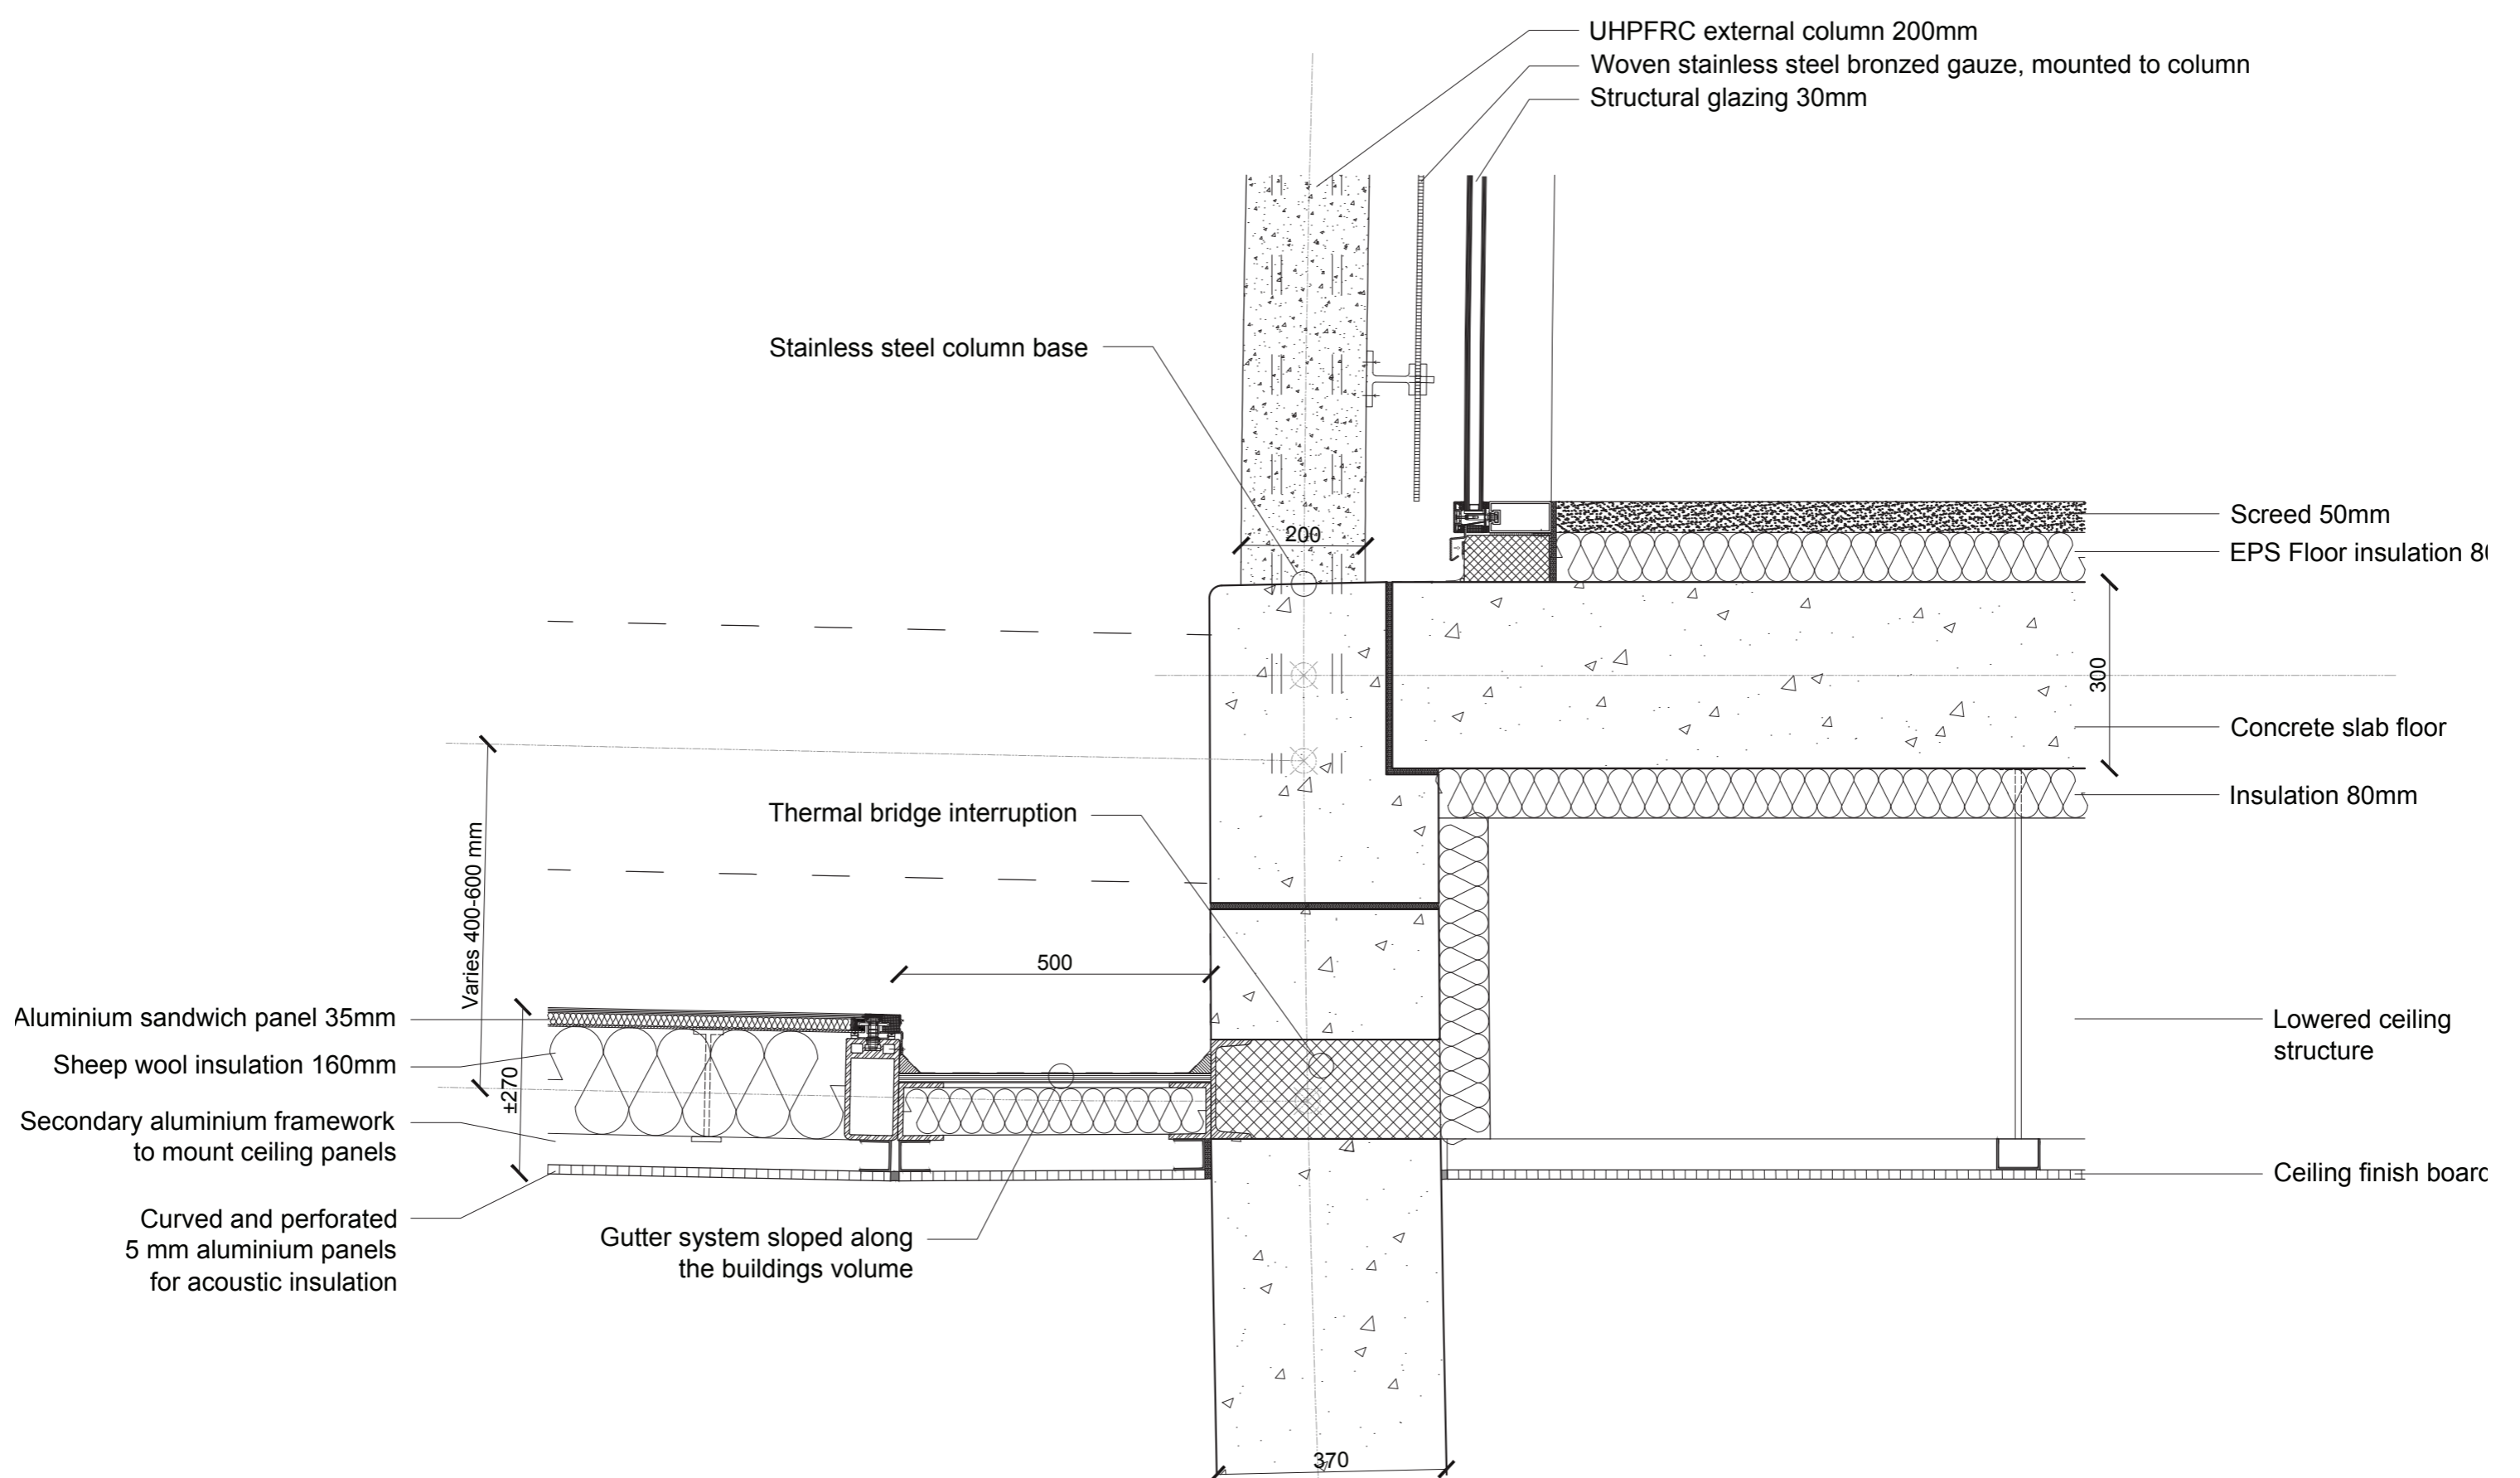 UHPFRC external column 200mm
Woven stainless steel bronzed gauze, mounted to column
Structural glazing 30mm
Stainless steel column base
200
Screed 50mm
EPS Floor insulation
300
Concrete slab floor
Insulation 80mm
Thermal bridge interruption
Varies 400-600 mm
500
Aluminium sandwich panel 35mm
Sheep wool insulation 160mm
±270
Secondary aluminium framework
to mount ceiling panels
Lowered ceiling
structure
Ceiling finish board
Curved and perforated
5 mm aluminium panels
for acoustic insulation
Gutter system sloped along
the buildings volume
370